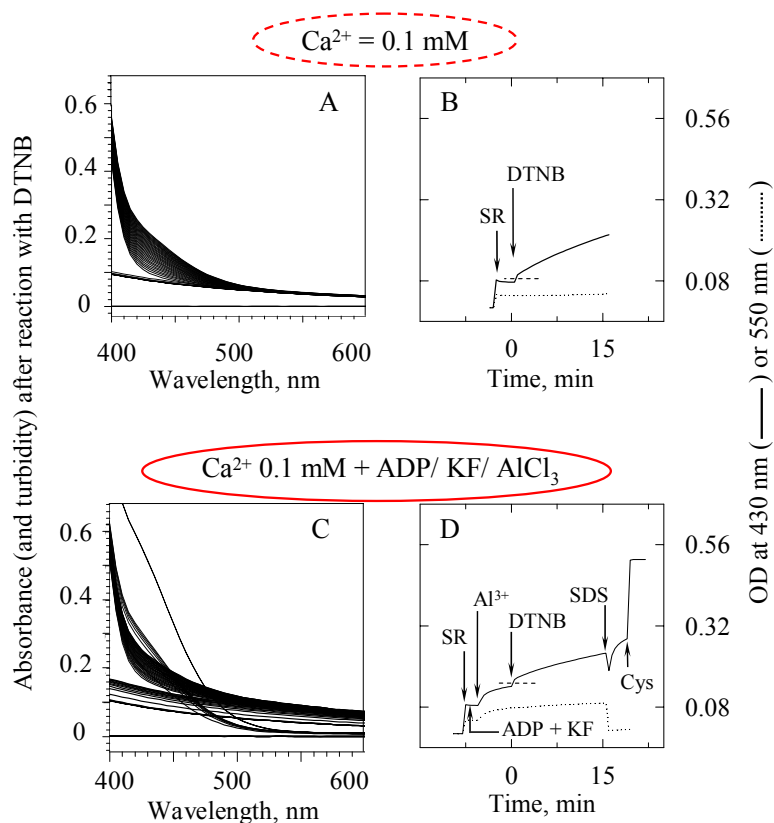 Ca²⁺ = 0.1 mM
Absorbance (and turbidity) after reaction with DTNB
A
0.6
0.4
0.2
0
400
500
600
Wavelength, nm
B
SR
DTNB
0.56
0.32
0.08
0
15
Time, min
OD at 430 nm ( ) or 550 nm ( )
Ca²⁺ 0.1 mM + ADP/ KF/ AlCl₃
C
0.6
0.4
0.2
0
400
500
600
Wavelength, nm
D
SR
Al³⁺
DTNB
SDS
Cys
ADP + KF
0.56
0.32
0.08
0
15
Time, min